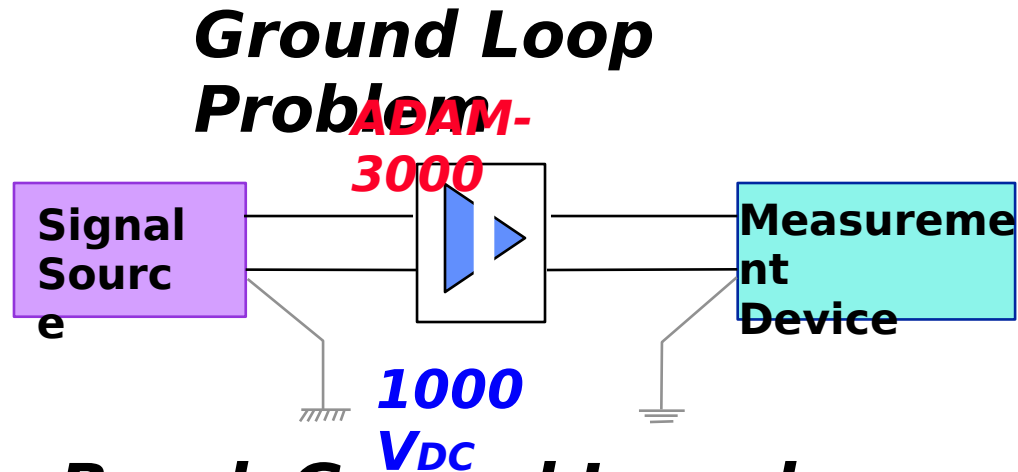 Ground Loop
Problem
ADAM-
3000
Signal
Sourc
e
Measureme
nt
Device
1000
VDC